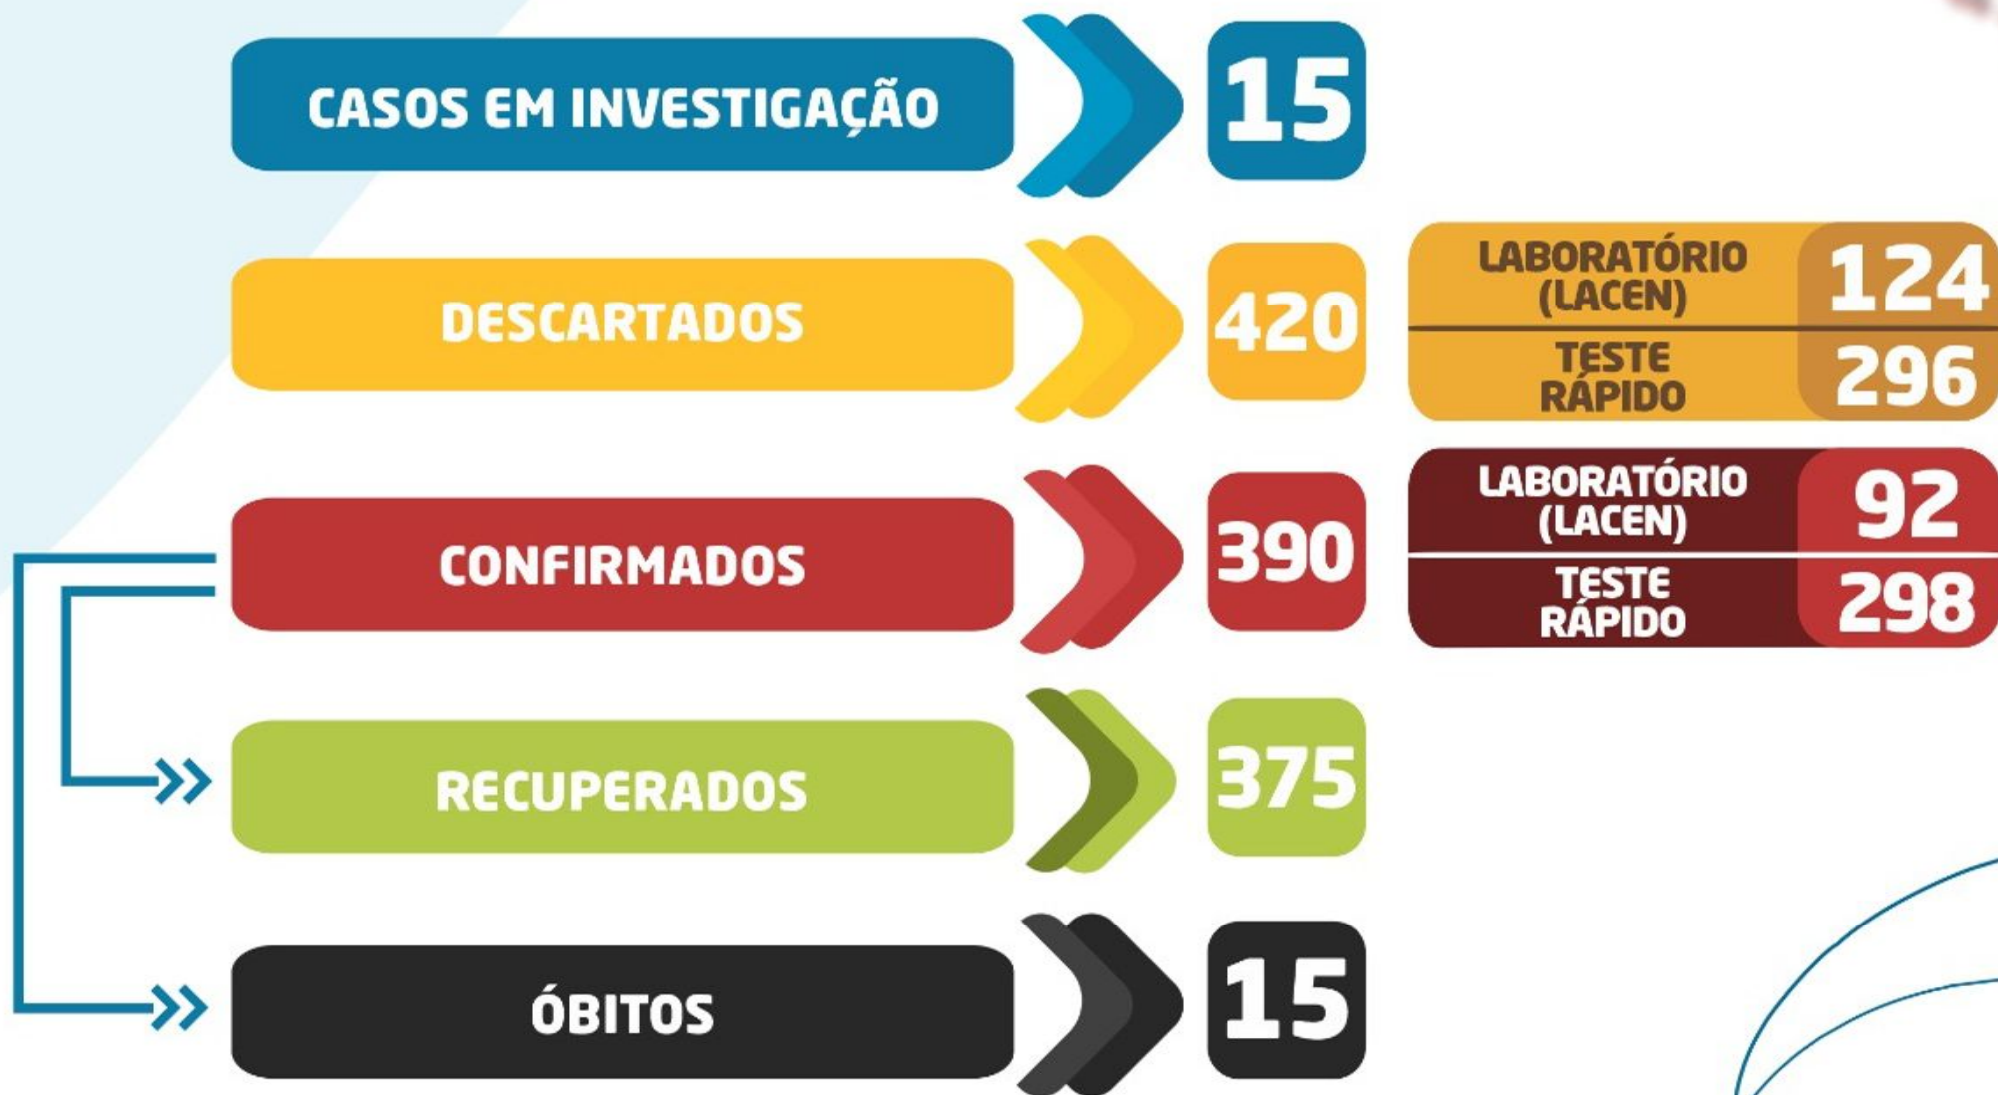 CASOS EM INVESTIGAÇÃO
15
DESCARTADOS
420
LABORATÓRIO
(LACEN)
124
TESTE
RÁPIDO
296
CONFIRMADOS
390
LABORATÓRIO
(LACEN)
92
TESTE
RÁPIDO
298
RECUPERADOS
375
ÓBITOS
15